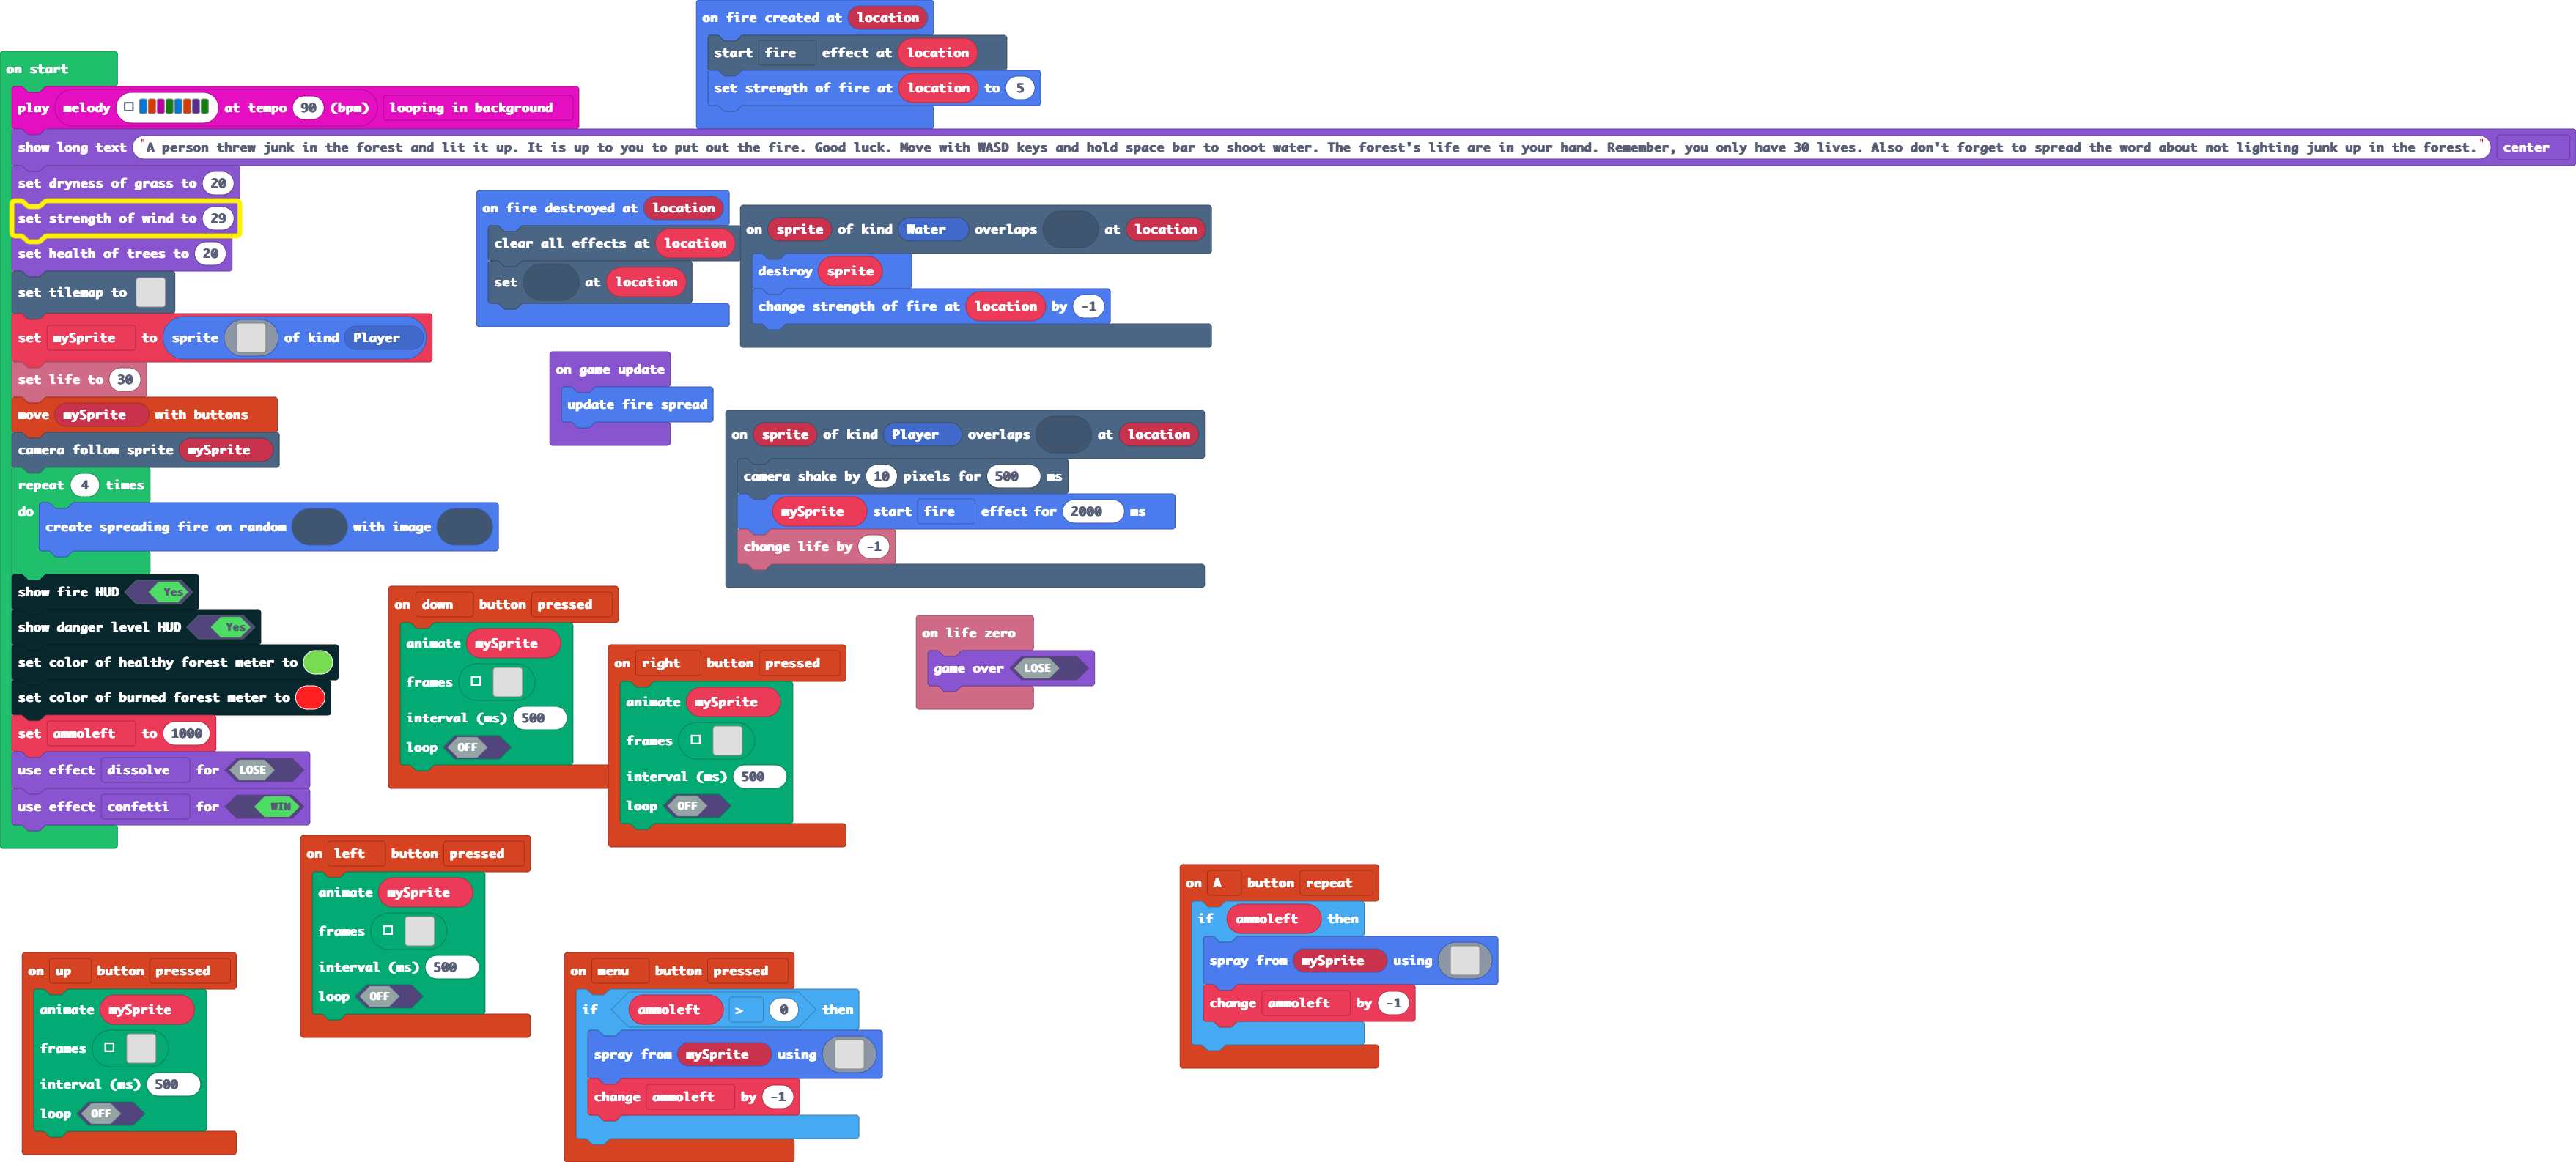 on start
play melody at tempo 90 (bpm) looping in background
show long text "A person threw junk in the forest and lit it up. It is up to you to put out the fire. Good luck. Move with WASD keys and hold space bar to shoot water. The forest's life are in your hand. Remember, you only have 30 lives. Also don't forget to spread the word about not lighting junk up in the forest." center
set dryness of grass to 20
set strength of wind to 29
set health of trees to 20
set tilemap to
set mySprite to sprite of kind Player
set life to 30
move mySprite with buttons
camera follow sprite mySprite
repeat 4 times
do
create spreading fire on random with image
show fire HUD Yes
show danger level HUD Yes
set color of healthy forest meter to
set color of burned forest meter to
set ammoleft to 1000
use effect dissolve for LOSE
use effect confetti for WIN
on fire created at location
start fire effect at location
set strength of fire at location to 5
on fire destroyed at location
clear all effects at location
set at location
on sprite of kind Water overlaps at location
destroy sprite
change strength of fire at location by -1
on game update
update fire spread
on sprite of kind Player overlaps at location
camera shake by 10 pixels for 500 ms
mySprite start fire effect for 2000 ms
change life by -1
on down button pressed
animate mySprite
frames
interval (ms) 500
loop OFF
on right button pressed
animate mySprite
frames
interval (ms) 500
loop OFF
on life zero
game over LOSE
on left button pressed
animate mySprite
frames
interval (ms) 500
loop OFF
on up button pressed
animate mySprite
frames
interval (ms) 500
loop OFF
on menu button pressed
if ammoleft > 0 then
spray from mySprite using
change ammoleft by -1
on A button repeat
if ammoleft then
spray from mySprite using
change ammoleft by -1